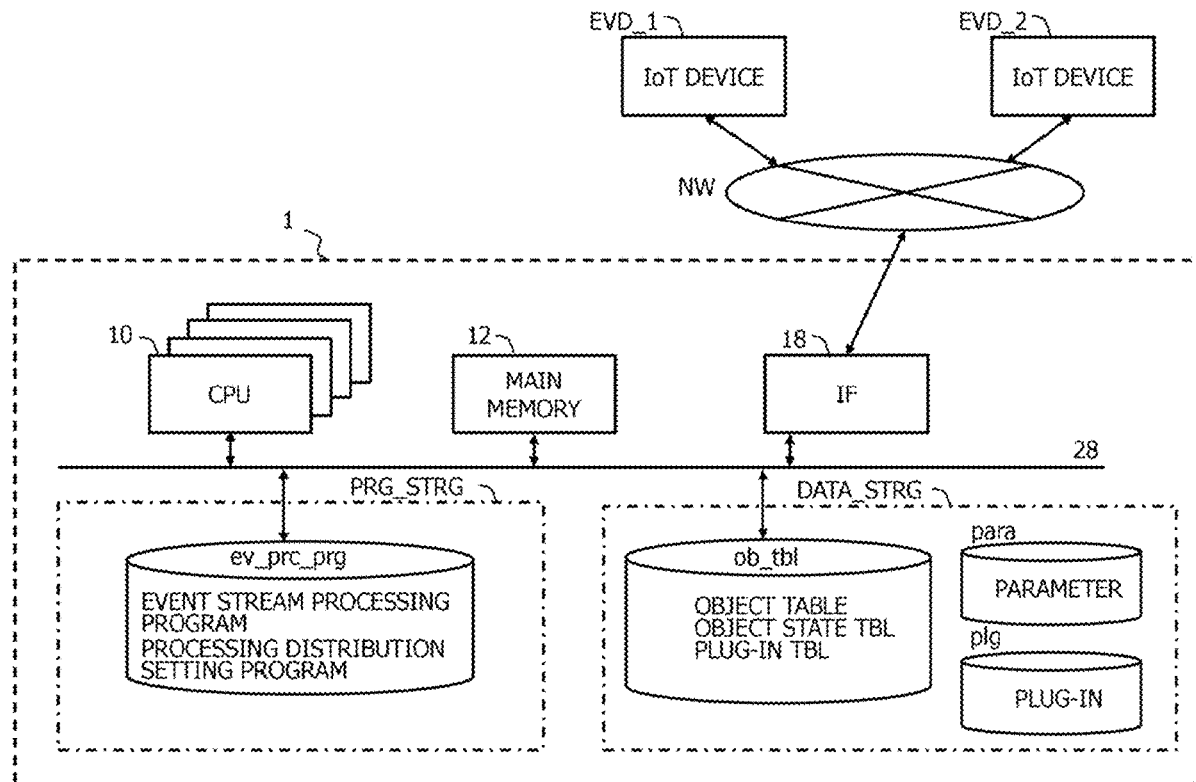 EVD_1
EVD_2
IoT DEVICE
IoT DEVICE
NW
1
10
12
18
CPU
MAIN
MEMORY
IF
28
PRG_STRG
DATA_STRG
ev_prc_prg
EVENT STREAM PROCESSING
PROGRAM
PROCESSING DISTRIBUTION
SETTING PROGRAM
ob_tbl
OBJECT TABLE
OBJECT STATE TBL
PLUG-IN TBL
para
PARAMETER
plg
PLUG-IN